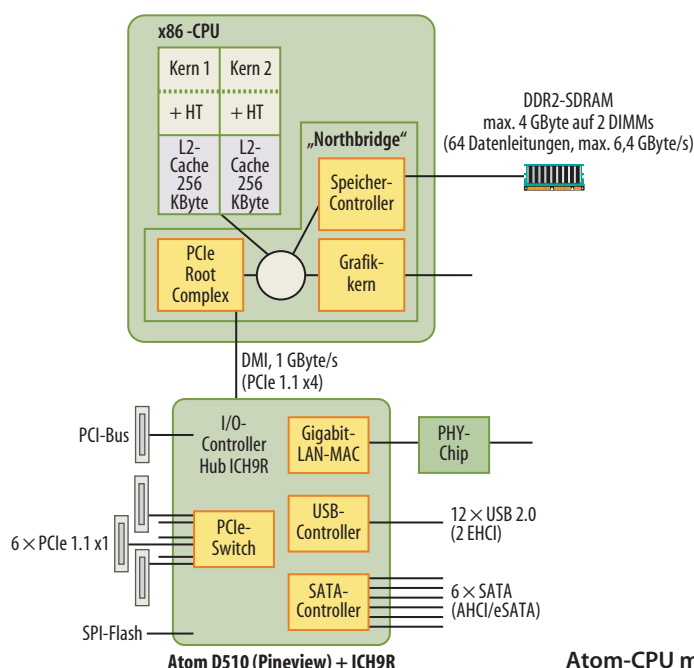 x86 -CPU
Kern 1
Kern 2
+ HT
+ HT
L2-
Cache
256
KByte
L2-
Cache
256
KByte
„Northbridge“
Speicher-
Controller
PCIe
Root
Complex
Grafik-
kern
DDR2-SDRAM
max. 4 GByte auf 2 DIMMs
(64 Datenleitungen, max. 6,4 GByte/s)
DMI, 1 GByte/s
(PCIe 1.1 x4)
PCI-Bus
I/O-
Controller
Hub ICH9R
Gigabit-
LAN-MAC
PHY-
Chip
6 × PCIe 1.1 x1
PCIe-
Switch
USB-
Controller
12 × USB 2.0
(2 EHCI)
SATA-
Controller
6 × SATA
(AHCI/eSATA)
SPI-Flash
Atom D510 (Pineview) + ICH9R
Atom-CPU m